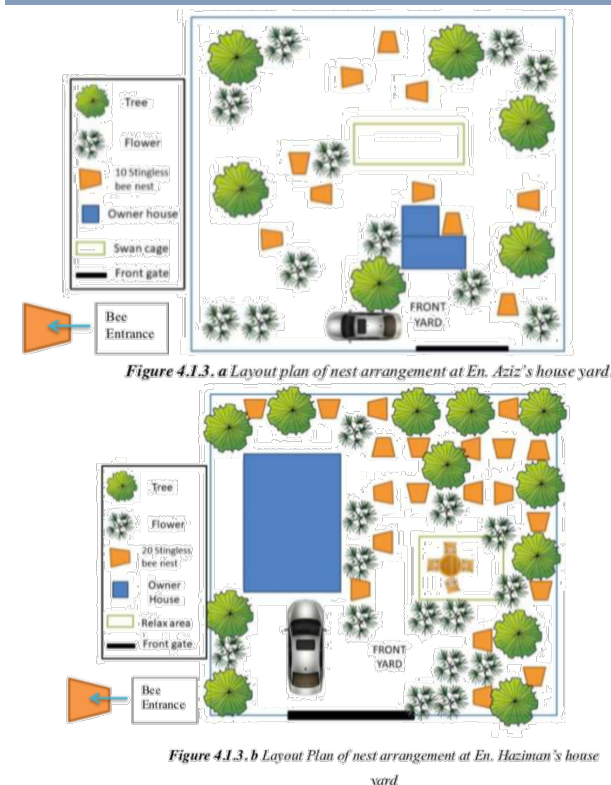 Tree
Flower
10 Stingless
bee nest
Owner house
Swan cage
Front gate
Bee
Entrance
FRONT
YARD
Figure 4.1.3. a Layout plan of nest arrangement at En. Aziz's house yard.
Tree
Flower
20 Stingless
bee nest
Owner
House
Relax area
Front gate
Bee
Entrance
FRONT
YARD
Figure 4.1.3. b Layout Plan of nest arrangement at En. Haziman's house
yard